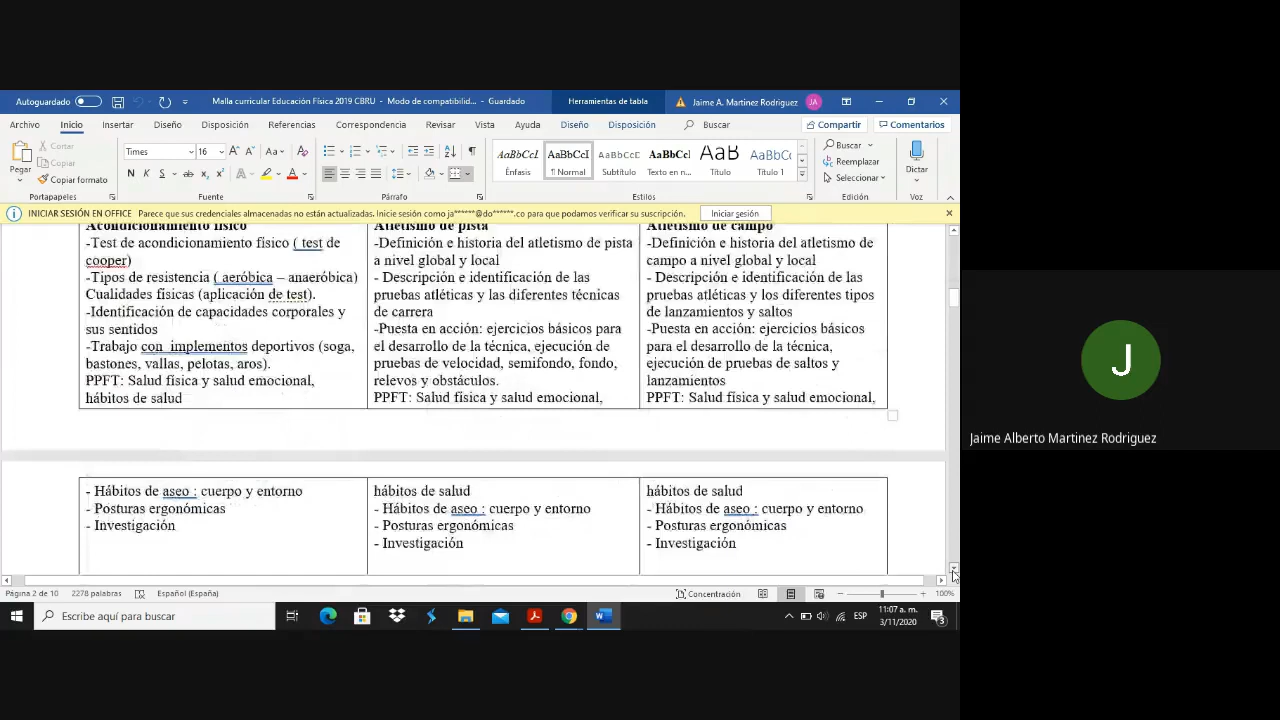 Autoguardado
Malla curricular Educación Física 2019 CBRU - Modo de compatibilid... - Guardado
Herramientas de tabla
Jaime A. Martinez Rodriguez
JA
Archivo Inicio Insertar Diseño Disposición Referencias Correspondencia Revisar Vista Ayuda Diseño Disposición Buscar Compartir Comentarios
Pegar
Cortar
Copiar
Copiar formato
Portapapeles
Times 16
N K S
Fuente
Párrafo
AaBbCcI AaBbCcI AaBbCcI AaBbCcI AaB AaBbC
Énfasis ¶ Normal Subtítulo Texto en n... Título Título 1
Estilos
Buscar
Reemplazar
Seleccionar
Edición
Dictar
Voz
INICIAR SESIÓN EN OFFICE Parece que sus credenciales almacenadas no están actualizadas. Inicie sesión como ja******@do******.co para que podamos verificar su suscripción. Iniciar sesión
Acondicionamiento físico
-Test de acondicionamiento físico ( test de
cooper)
-Tipos de resistencia ( aeróbica – anaeróbica)
Cualidades físicas (aplicación de test).
-Identificación de capacidades corporales y
sus sentidos
-Trabajo con implementos deportivos (soga,
bastones, vallas, pelotas, aros).
PPFT: Salud física y salud emocional,
hábitos de salud
Atletismo de pista
-Definición e historia del atletismo de pista
a nivel global y local
- Descripción e identificación de las
pruebas atléticas y las diferentes técnicas
de carrera
-Puesta en acción: ejercicios básicos para
el desarrollo de la técnica, ejecución de
pruebas de velocidad, semifondo, fondo,
relevos y obstáculos.
PPFT: Salud física y salud emocional,
Atletismo de campo
-Definición e historia del atletismo de
campo a nivel global y local
- Descripción e identificación de las
pruebas atléticas y los diferentes tipos
de lanzamientos y saltos
-Puesta en acción: ejercicios básicos
para el desarrollo de la técnica,
ejecución de pruebas de saltos y
lanzamientos
PPFT: Salud física y salud emocional,
- Hábitos de aseo : cuerpo y entorno
- Posturas ergonómicas
- Investigación
hábitos de salud
- Hábitos de aseo : cuerpo y entorno
- Posturas ergonómicas
- Investigación
hábitos de salud
- Hábitos de aseo : cuerpo y entorno
- Posturas ergonómicas
- Investigación
Página 2 de 10 2278 palabras Español (España) Concentración 100%
Escribe aquí para buscar
ESP
11:07 a. m.
3/11/2020
3
J
Jaime Alberto Martinez Rodriguez